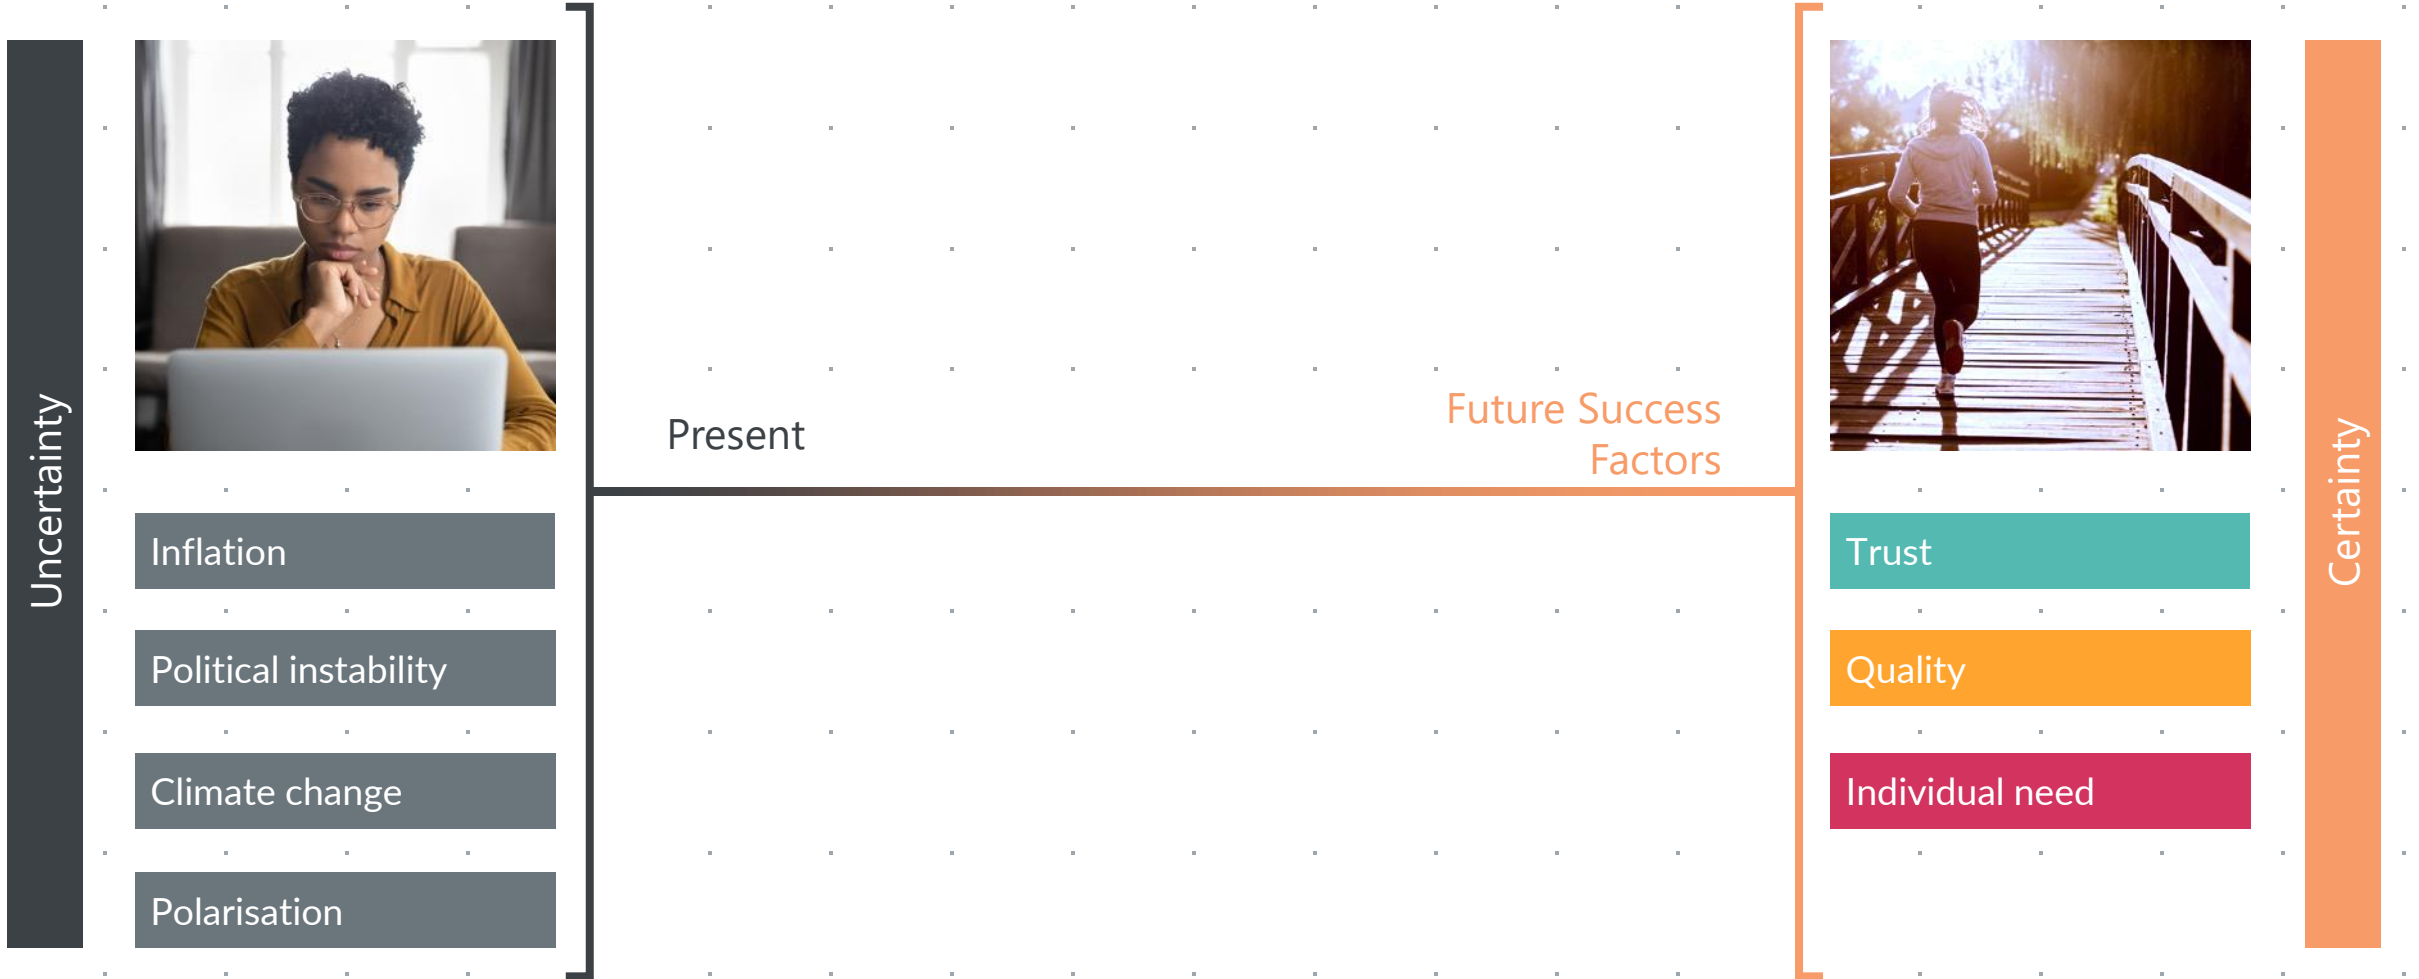 Uncertainty
Inflation
Political instability
Climate change
Polarisation
Present
Future Success
Factors
Trust
Quality
Individual need
Certainty